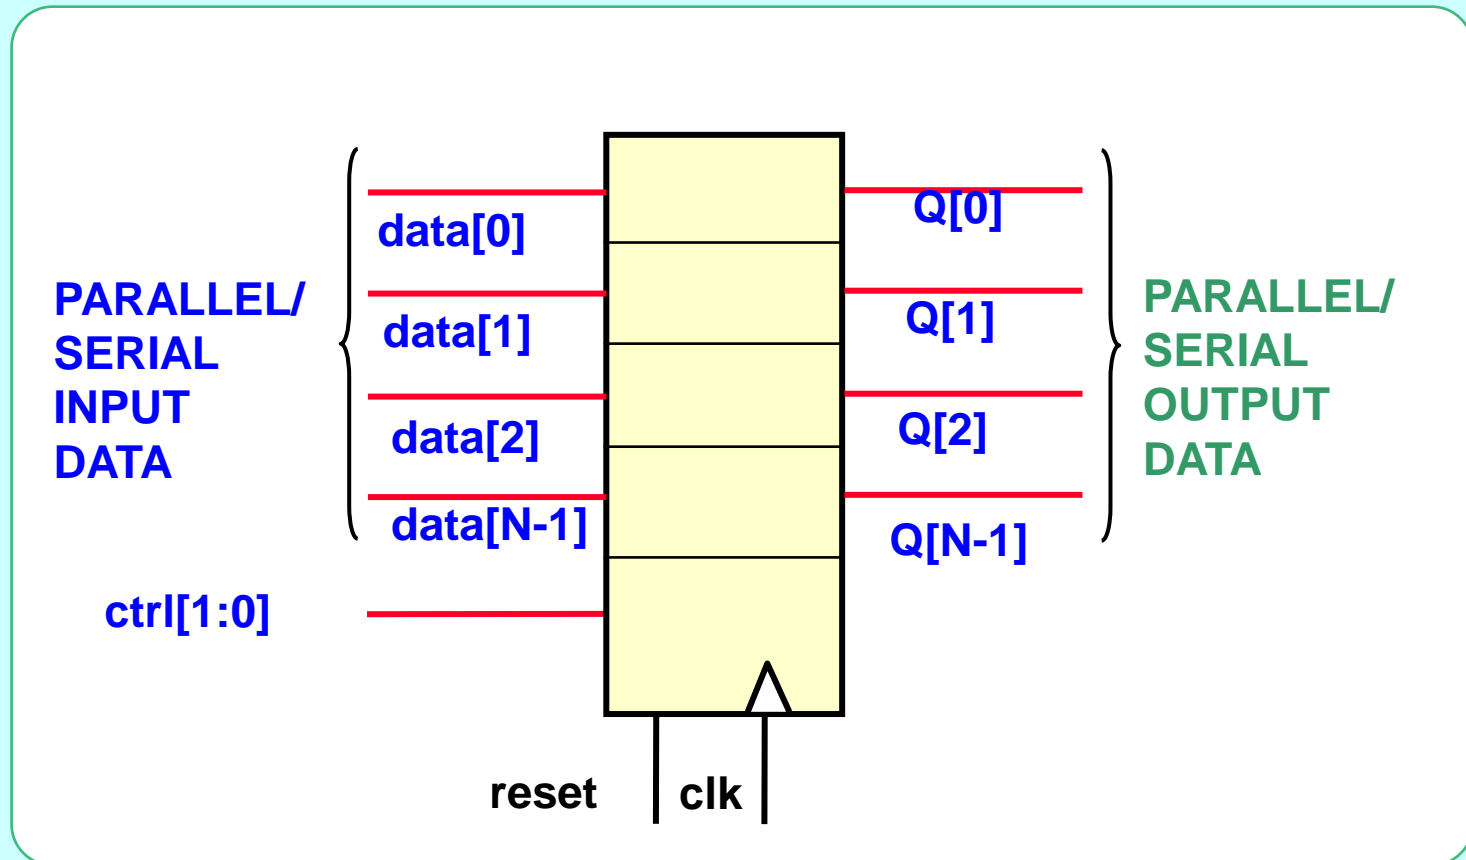 PARALLEL/
SERIAL
INPUT
DATA
data[0]
data[1]
data[2]
data[N-1]
ctrl[1:0]
reset
clk
Q[0]
Q[1]
Q[2]
Q[N-1]
PARALLEL/
SERIAL
OUTPUT
DATA